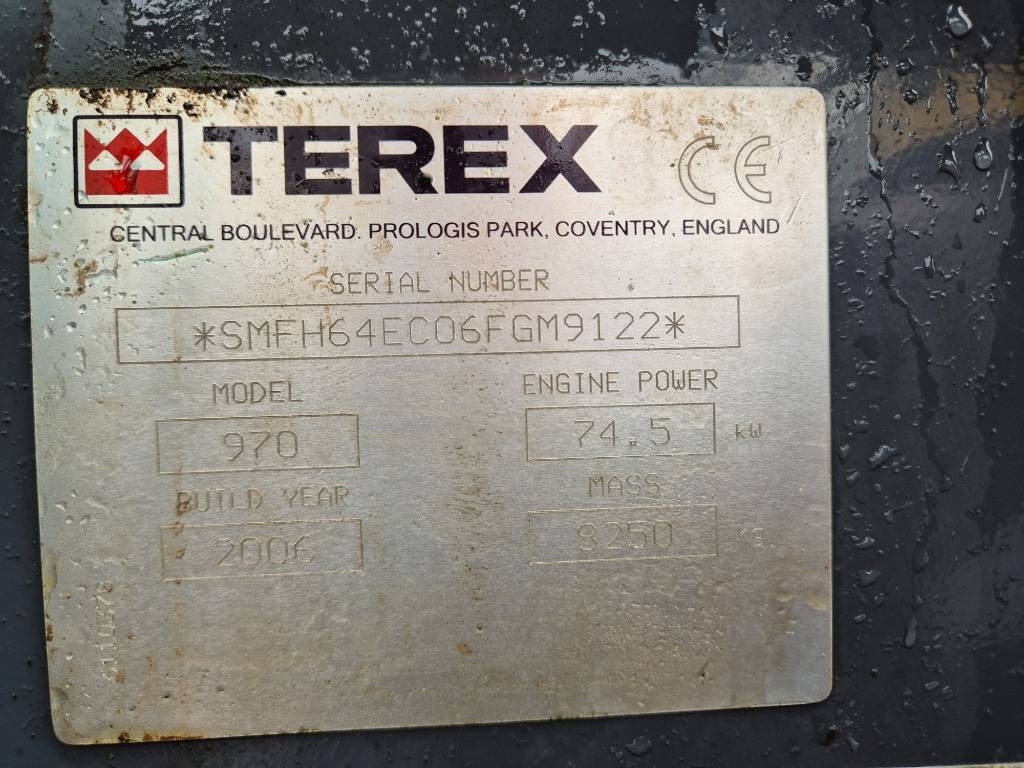 TEREX CE
CENTRAL BOULEVARD. PROLOGIS PARK, COVENTRY, ENGLAND
SERIAL NUMBER
*SMFH64EC06FGM9122*
MODEL
ENGINE POWER
970
74.5 kW
BUILD YEAR
MASS
2006
8250 kg